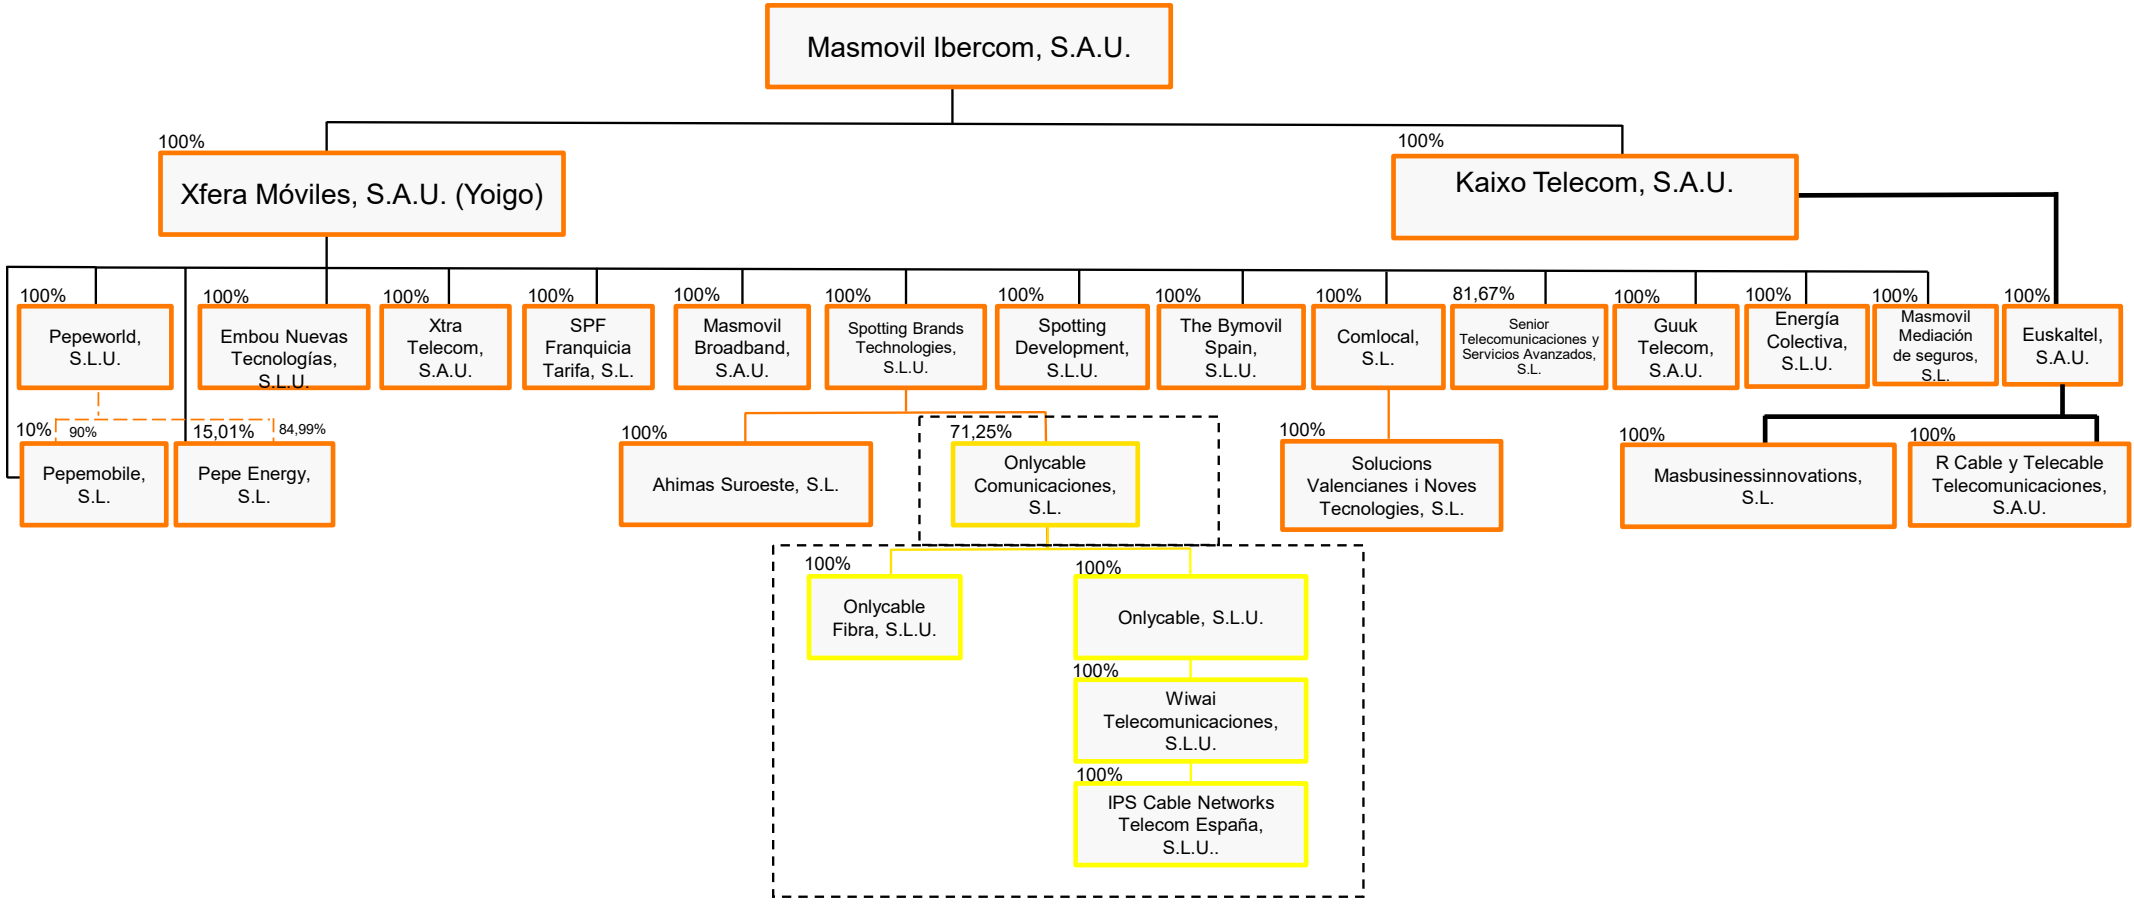 Masmovil Ibercom, S.A.U.
100%
Xfera Móviles, S.A.U. (Yoigo)
100%
Kaixo Telecom, S.A.U.
100%
Pepeworld,
S.L.U.
100%
Embou Nuevas
Tecnologías,
S.L.U.
100%
Xtra
Telecom,
S.A.U.
100%
SPF
Franquicia
Tarifa, S.L.
100%
Masmovil
Broadband,
S.A.U.
100%
Spotting Brands
Technologies,
S.L.U.
100%
Spotting
Development,
S.L.U.
100%
The Bymovil
Spain,
S.L.U.
100%
Comlocal,
S.L.
81,67%
Senior
Telecomunicaciones y
Servicios Avanzados,
S.L.
100%
Guuk
Telecom,
S.A.U.
100%
Energía
Colectiva,
S.L.U.
100%
Masmovil
Mediación
de seguros,
S.L.
100%
Euskaltel,
S.A.U.
10%
90%
Pepemobile,
S.L.
15,01%
84,99%
Pepe Energy,
S.L.
100%
Ahimas Suroeste, S.L.
71,25%
Onlycable
Comunicaciones,
S.L.
100%
Solucions
Valencianes i Noves
Tecnologies, S.L.
100%
Masbusinessinnovations,
S.L.
100%
R Cable y Telecable
Telecomunicaciones,
S.A.U.
100%
Onlycable
Fibra, S.L.U.
100%
Onlycable, S.L.U.
100%
Wiwai
Telecomunicaciones,
S.L.U.
100%
IPS Cable Networks
Telecom España,
S.L.U..